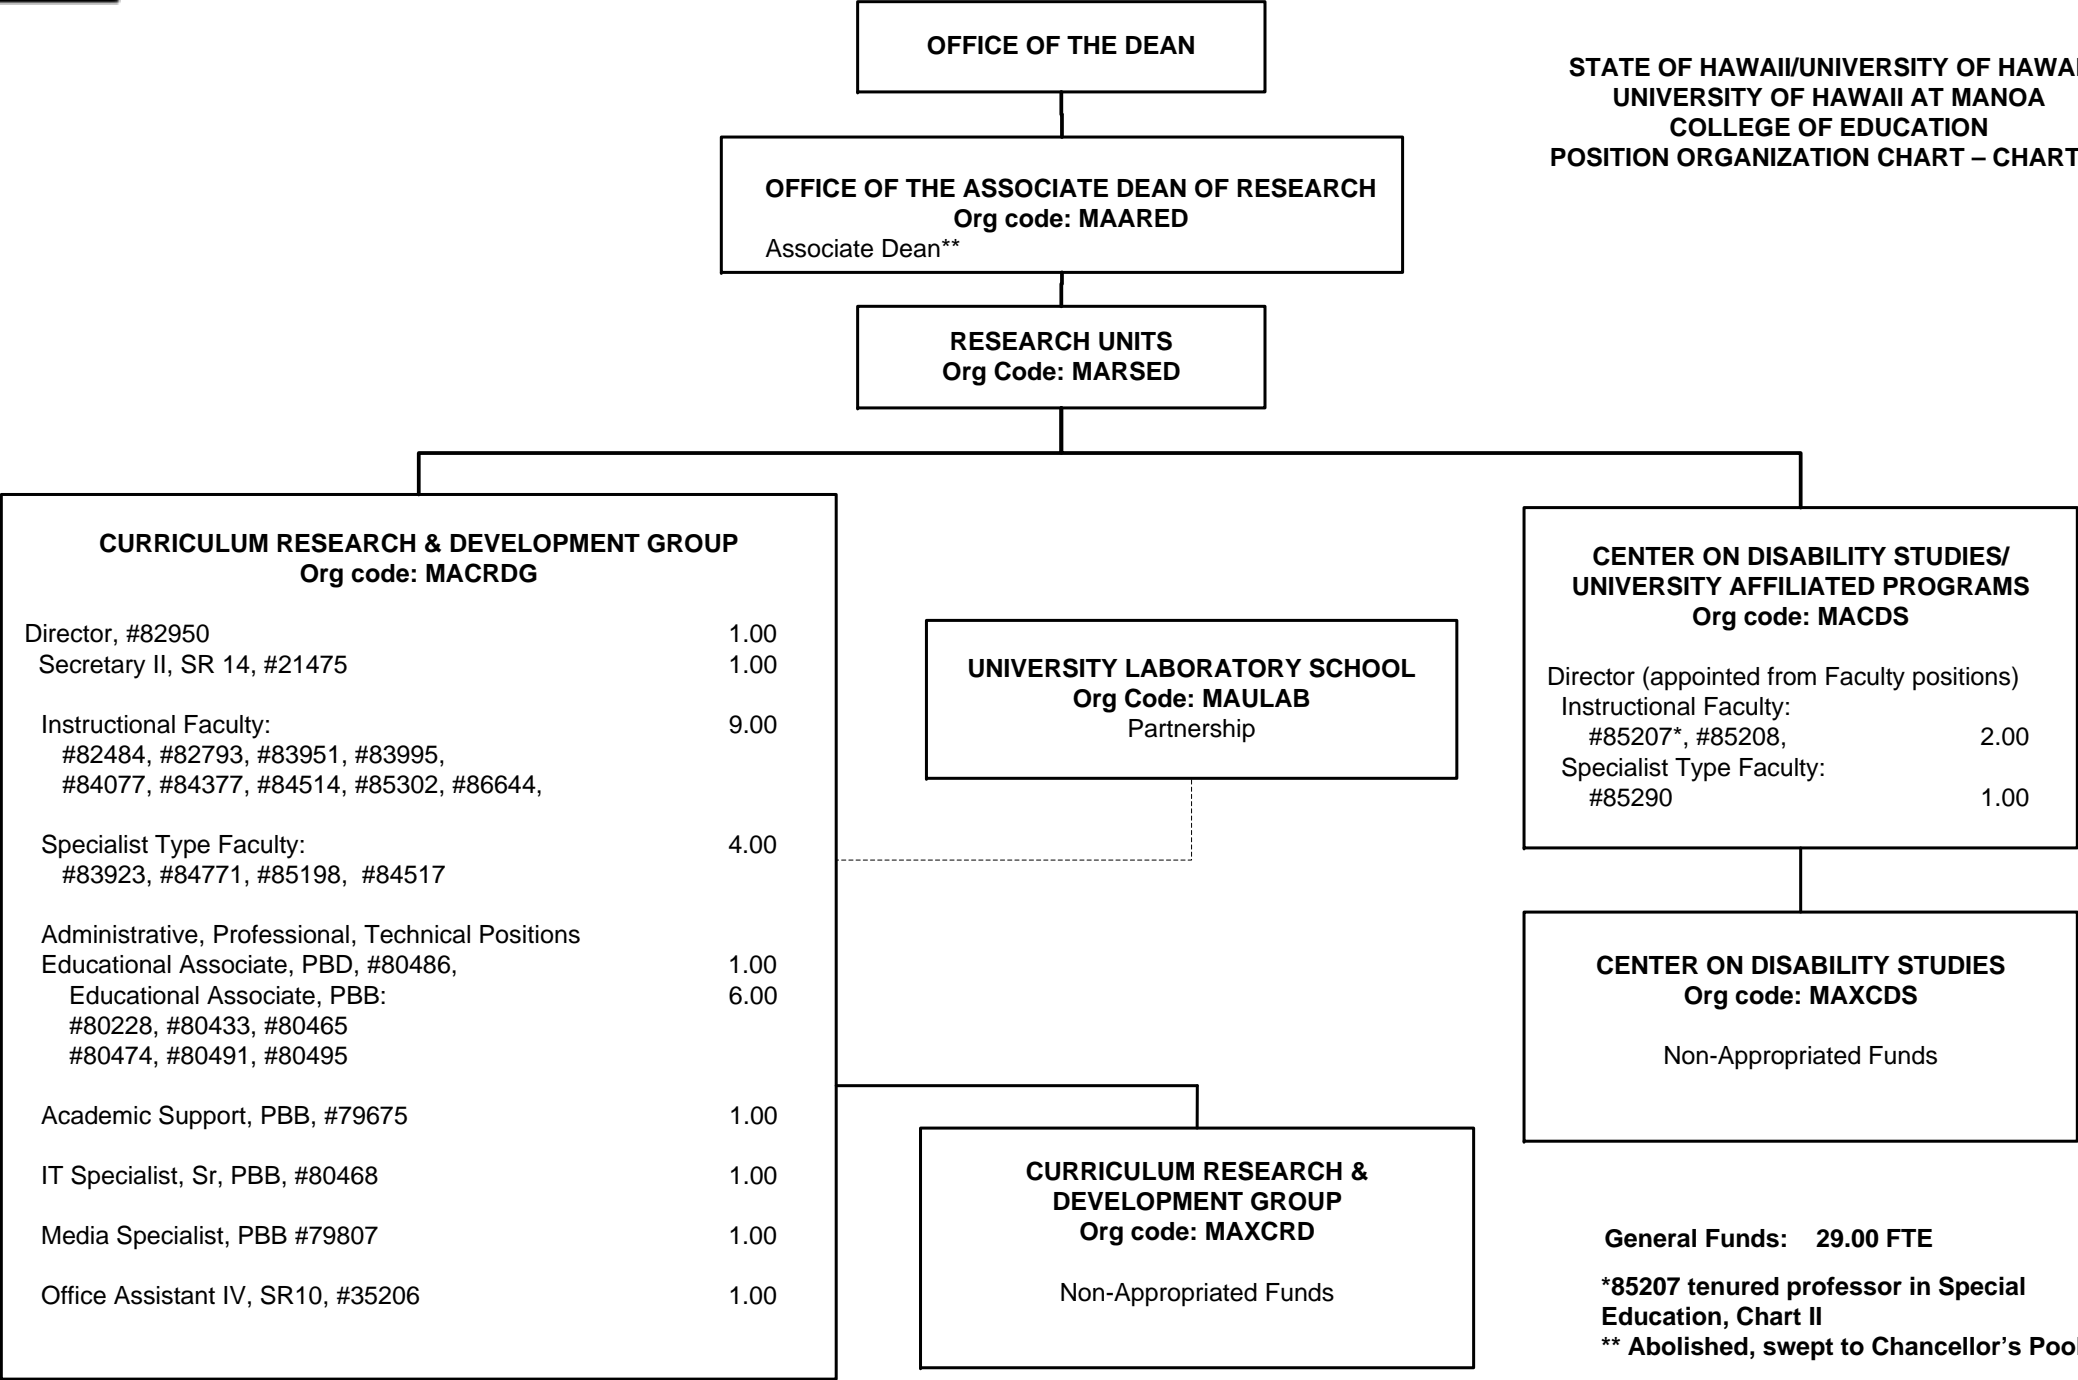 OFFICE OF THE DEAN
STATE OF HAWAII/UNIVERSITY OF
UNIVERSITY OF HAWAII AT MANOA
COLLEGE OF EDUCATION
POSITION ORGANIZATION CHART – CHART
OFFICE OF THE ASSOCIATE DEAN OF RESEARCH
Org code: MAARED
Associate Dean**
RESEARCH UNITS
Org Code: MARSED
CURRICULUM RESEARCH & DEVELOPMENT GROUP
Org code: MACRDG
Director, #82950 1.00
Secretary II, SR 14, #21475 1.00
Instructional Faculty: 9.00
#82484, #82793, #83951, #83995,
#84077, #84377, #84514, #85302, #86644,
Specialist Type Faculty: 4.00
#83923, #84771, #85198, #84517
Administrative, Professional, Technical Positions
Educational Associate, PBD, #80486, 1.00
Educational Associate, PBB: 6.00
#80228, #80433, #80465
#80474, #80491, #80495
Academic Support, PBB, #79675 1.00
IT Specialist, Sr, PBB, #80468 1.00
Media Specialist, PBB #79807 1.00
Office Assistant IV, SR10, #35206 1.00
UNIVERSITY LABORATORY SCHOOL
Org Code: MAULAB
Partnership
CURRICULUM RESEARCH &
DEVELOPMENT GROUP
Org code: MAXCRD
Non-Appropriated Funds
CENTER ON DISABILITY STUDIES/
UNIVERSITY AFFILIATED PROGRAMS
Org code: MACDS
Director (appointed from Faculty positions)
Instructional Faculty:
#85207*, #85208, 2.00
Specialist Type Faculty:
#85290 1.00
CENTER ON DISABILITY STUDIES
Org code: MAXCDS
Non-Appropriated Funds
General Funds: 29.00 FTE
*85207 tenured professor in Special
Education, Chart II
** Abolished, swept to Chancellor's Pool